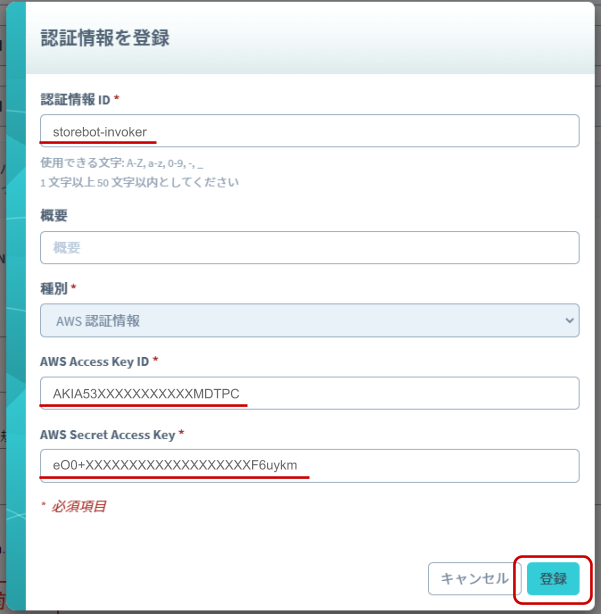 認証情報を登録
認証情報 ID *
storebot-invoker
使用できる文字: A-Z, a-z, 0-9, -, _
1 文字以上 50 文字以内としてください
概要
概要
種別 *
AWS 認証情報
AWS Access Key ID *
AKIA53XXXXXXXXXXXMDTPC
AWS Secret Access Key *
eO0+XXXXXXXXXXXXXXXXXXXF6uykm
* 必須項目
キャンセル
登録